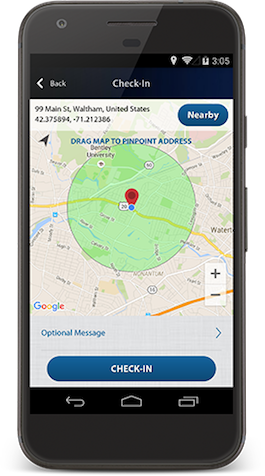 3:05
Back
Check-In
99 Main St, Waltham, United States
42.375894, -71.212386
Nearby
DRAG MAP TO PINPOINT ADDRESS
Bentley
University
60
20
NONANTUM
Watert
+
−
Google
Optional Message
CHECK-IN